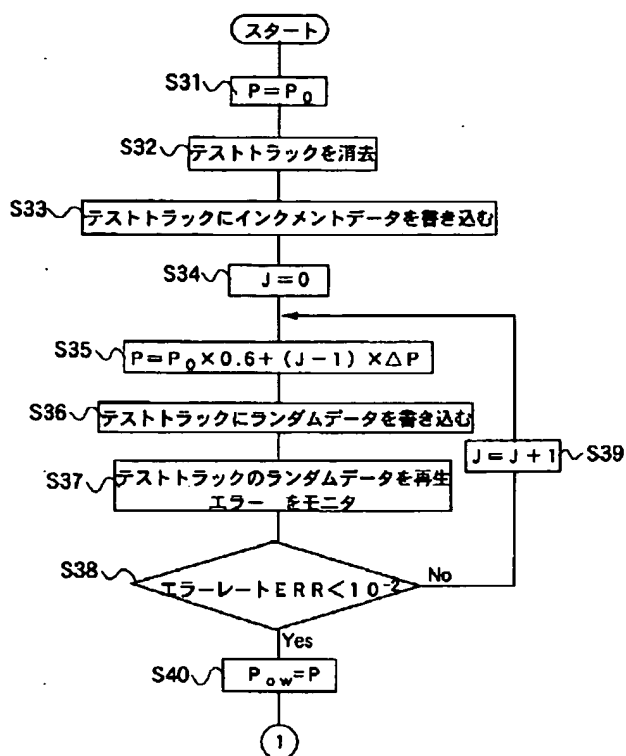 スタート
S31
P=P₀
S32
テストトラックを消去
S33
テストトラックにインクメントデータを書き込む
S34
J=0
S35
P=P₀×0.6+(J-1)×△P
S36
テストトラックにランダムデータを書き込む
S37
テストトラックのランダムデータを再生
エラー をモニタ
S39
J=J+1
S38
エラーレートERR<10⁻²
No
Yes
S40
Pow=P
1